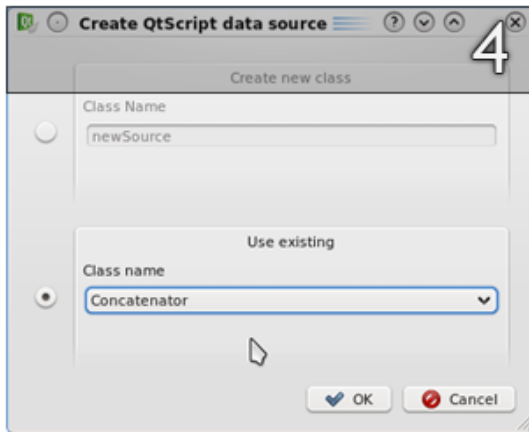 Create QtScript data source
4
Create new class
Class Name
newSource
Use existing
Class name
Concatenator
OK
Cancel